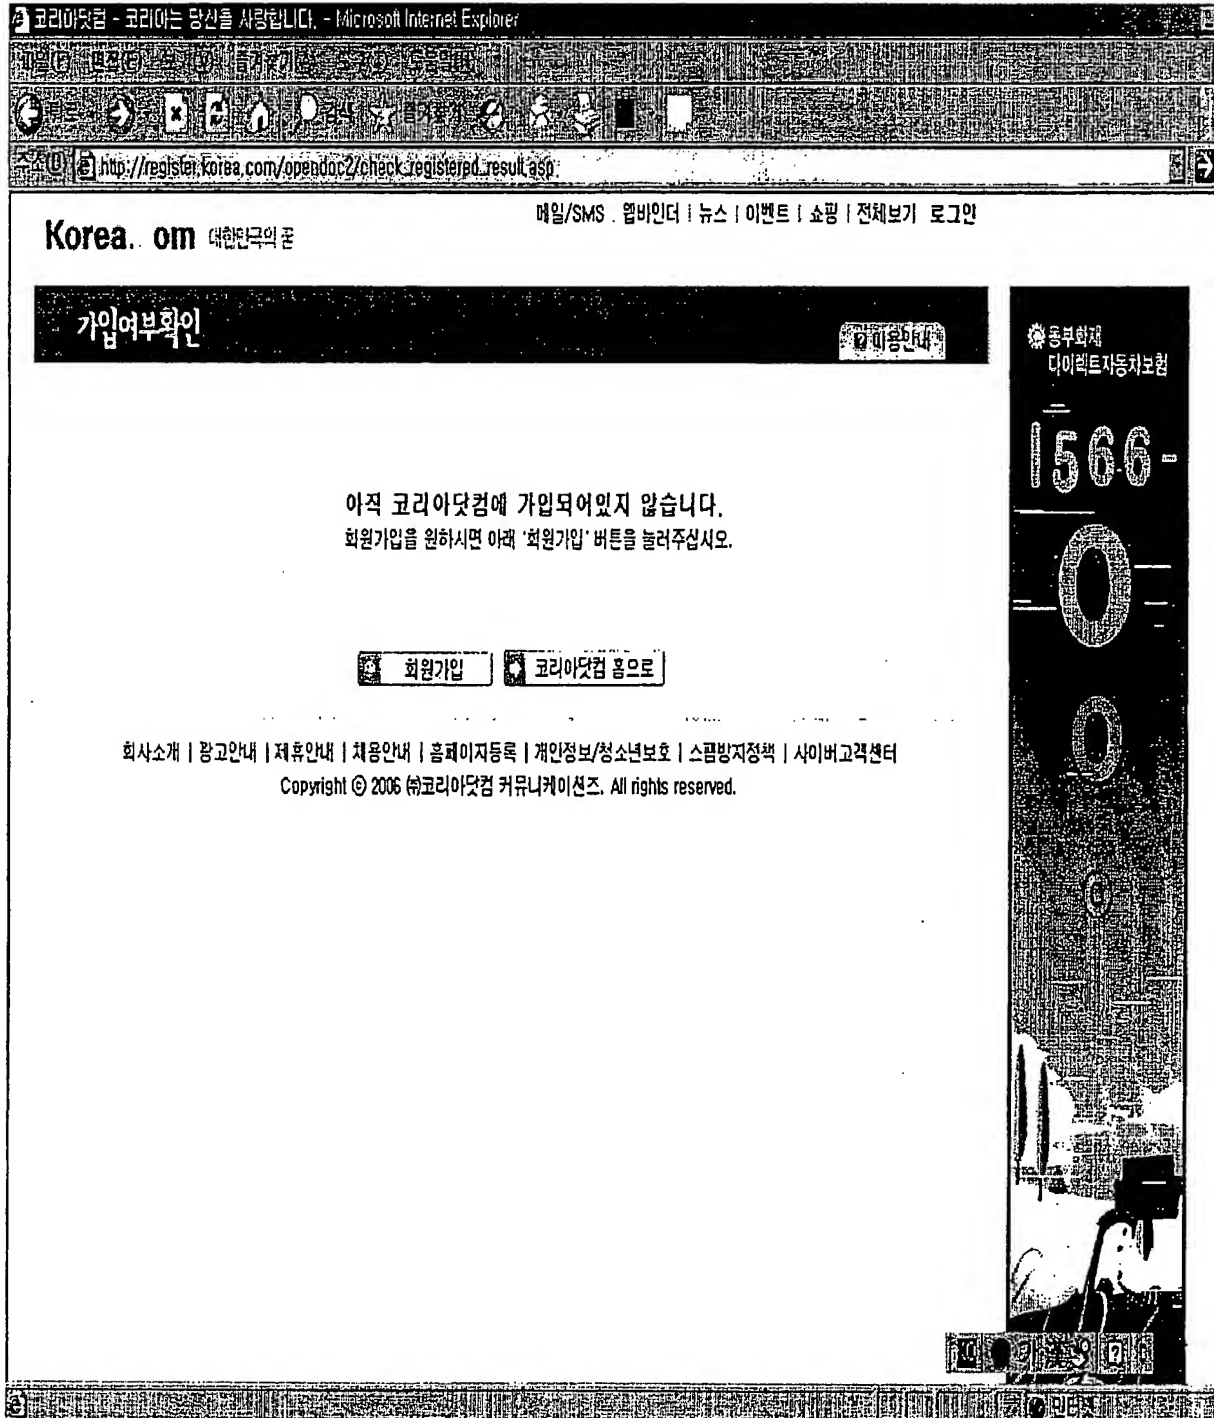 코리아닷컴 - 코리아는 당신을 사랑합니다. - Microsoft Internet Explorer
http://register.korea.com/opendoc2/check_registered_result.asp
메일/SMS . 웹바인더 | 뉴스 | 이벤트 | 쇼핑 | 전체보기 로그인
Korea. om 대한민국의 꿈
가입여부확인
이용안내
동부화재
다이렉트자동차보험
1566-
0
0
0
아직 코리아닷컴에 가입되어있지 않습니다.
회원가입을 원하시면 아래 '회원가입' 버튼을 눌러주십시오.
회원가입
코리아닷컴 홈으로
회사소개 | 광고안내 | 제휴안내 | 채용안내 | 홈페이지등록 | 개인정보/청소년보호 | 스팸방지정책 | 사이버고객센터
Copyright ⓒ 2006 ㈜코리아닷컴 커뮤니케이션즈. All rights reserved.